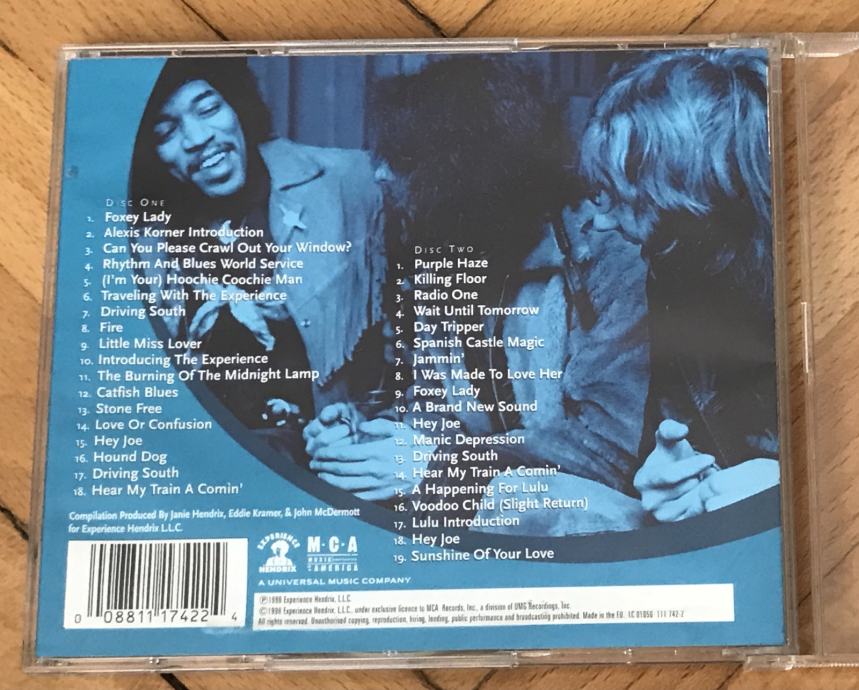 Disc One
1. Foxey Lady
2. Alexis Korner Introduction
3. Can You Please Crawl Out Your Window?
4. Rhythm And Blues World Service
5. (I'm Your) Hoochie Coochie Man
6. Traveling With The Experience
7. Driving South
8. Fire
9. Little Miss Lover
10. Introducing The Experience
11. The Burning Of The Midnight Lamp
12. Catfish Blues
13. Stone Free
14. Love Or Confusion
15. Hey Joe
16. Hound Dog
17. Driving South
18. Hear My Train A Comin'
Disc Two
1. Purple Haze
2. Killing Floor
3. Radio One
4. Wait Until Tomorrow
5. Day Tripper
6. Spanish Castle Magic
7. Jammin'
8. I Was Made To Love Her
9. Foxey Lady
10. A Brand New Sound
11. Hey Joe
12. Manic Depression
13. Driving South
14. Hear My Train A Comin'
15. A Happening For Lulu
16. Voodoo Child (Slight Return)
17. Lulu Introduction
18. Hey Joe
19. Sunshine Of Your Love
Compilation Produced By Janie Hendrix, Eddie Kramer, & John McDermott
for Experience Hendrix L.L.C.
EXPERIENCE
HENDRIX
M·C·A
MUSIC
AMERICA
A UNIVERSAL MUSIC COMPANY
0 08811 17422 4
℗1998 Experience Hendrix, L.L.C.
©1998 Experience Hendrix, L.L.C., under exclusive licence to MCA Records, Inc., a division of UMG Recordings, Inc.
All rights reserved. Unauthorised copying, reproduction, hiring, lending, public performance and broadcasting prohibited. Made in the EU. LC 01056 111 742-2